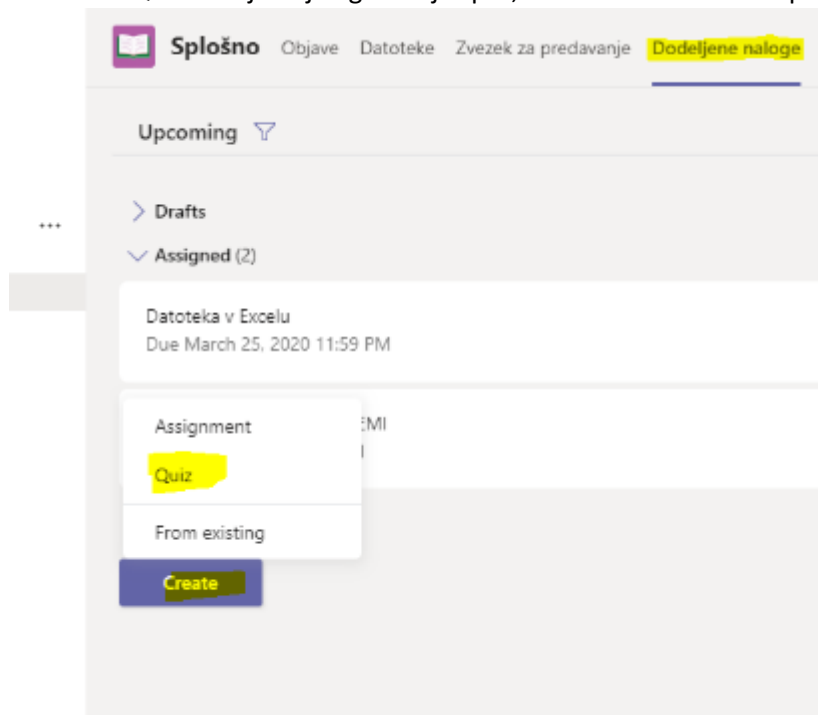 Splošno Objave Datoteke Zvezek za predavanje Dodeljene naloge
Upcoming
Drafts
...
Assigned (2)
Datoteka v Excelu
Due March 25, 2020 11:59 PM
Assignment
Quiz
From existing
Create